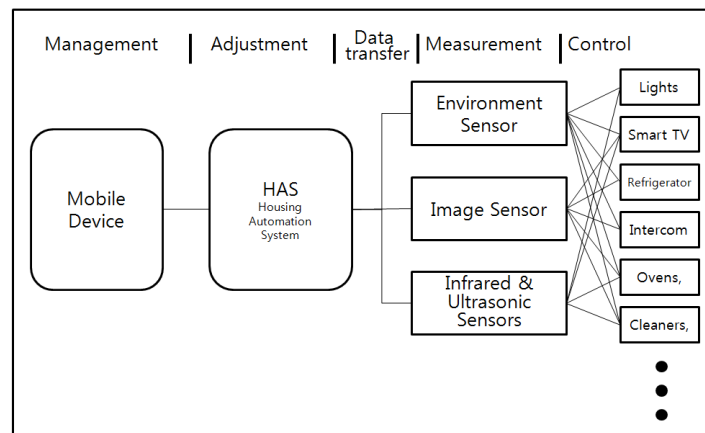 Management | Adjustment | Data transfer | Measurement | Control
Mobile
Device
HAS
Housing
Automation
System
Environment
Sensor
Image Sensor
Infrared &
Ultrasonic
Sensors
Lights
Smart TV
Refrigerator
Intercom
Ovens,
Cleaners,